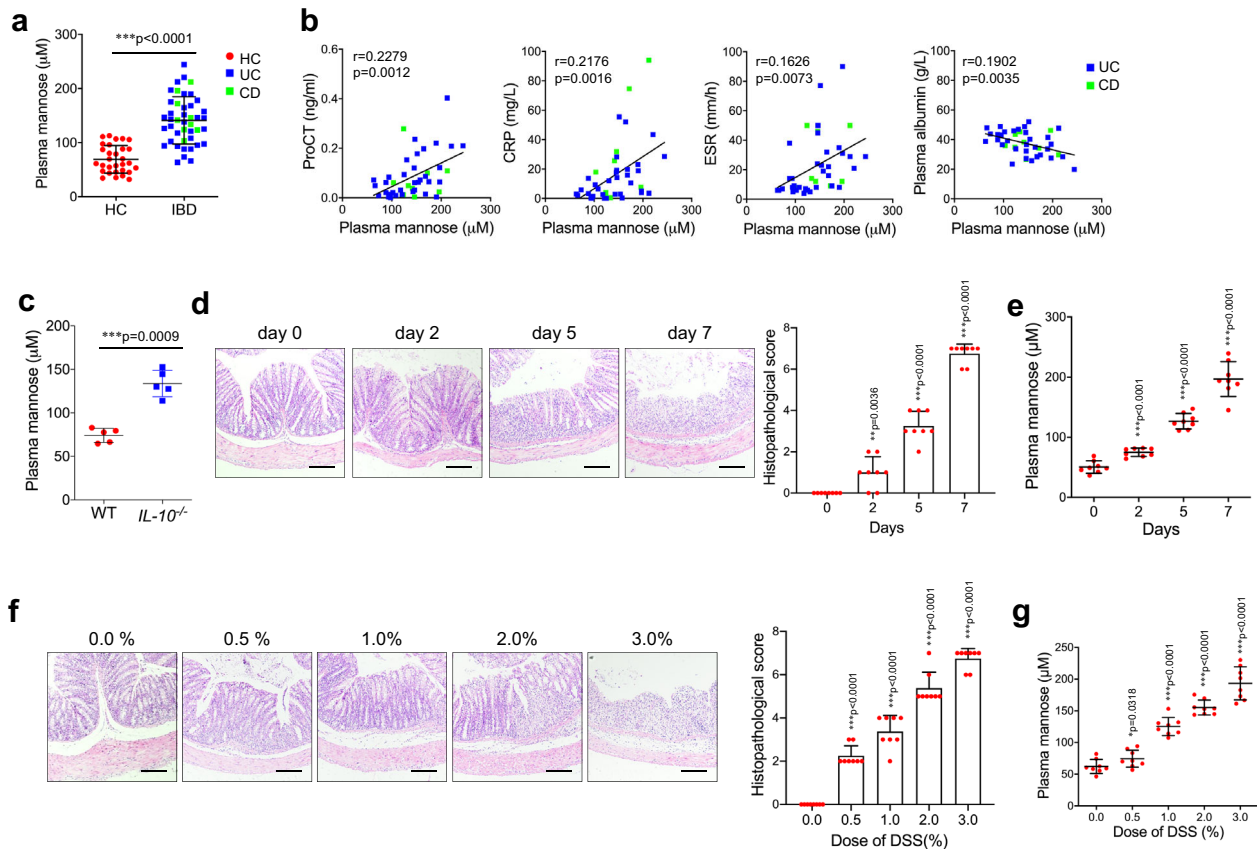 a
***p<0.0001
Plasma mannose (μM)
300
200
100
0
HC
IBD
HC
UC
CD
b
r=0.2279
p=0.0012
ProCT (ng/ml)
0.6
0.4
0.2
0.0
0
100
200
300
Plasma mannose (μM)
r=0.2176
p=0.0016
CRP (mg/L)
100
80
60
40
20
0
0
100
200
300
Plasma mannose (μM)
r=0.1626
p=0.0073
ESR (mm/h)
100
80
60
40
20
0
0
100
200
300
Plasma mannose (μM)
r=0.1902
p=0.0035
Plasma albumin (g/L)
100
80
60
40
20
0
0
100
200
300
Plasma mannose (μM)
UC
CD
c
***p=0.0009
Plasma mannose (μM)
200
150
100
50
0
WT
IL-10-/-
d
day 0
day 2
day 5
day 7
Histopathological score
8
6
4
2
0
**p=0.0036
***p<0.0001
***p<0.0001
0
2
5
7
Days
e
Plasma mannose (μM)
300
200
100
0
***p<0.0001
***p<0.0001
***p<0.0001
0
2
5
7
Days
f
0.0 %
0.5 %
1.0%
2.0%
3.0%
Histopathological score
8
6
4
2
0
***p<0.0001
***p<0.0001
***p<0.0001
***p<0.0001
0.0
0.5
1.0
2.0
3.0
Dose of DSS(%)
g
Plasma mannose (μM)
250
200
150
100
50
0
*p=0.0318
***p<0.0001
***p<0.0001
***p<0.0001
0.0
0.5
1.0
2.0
3.0
Dose of DSS(%)